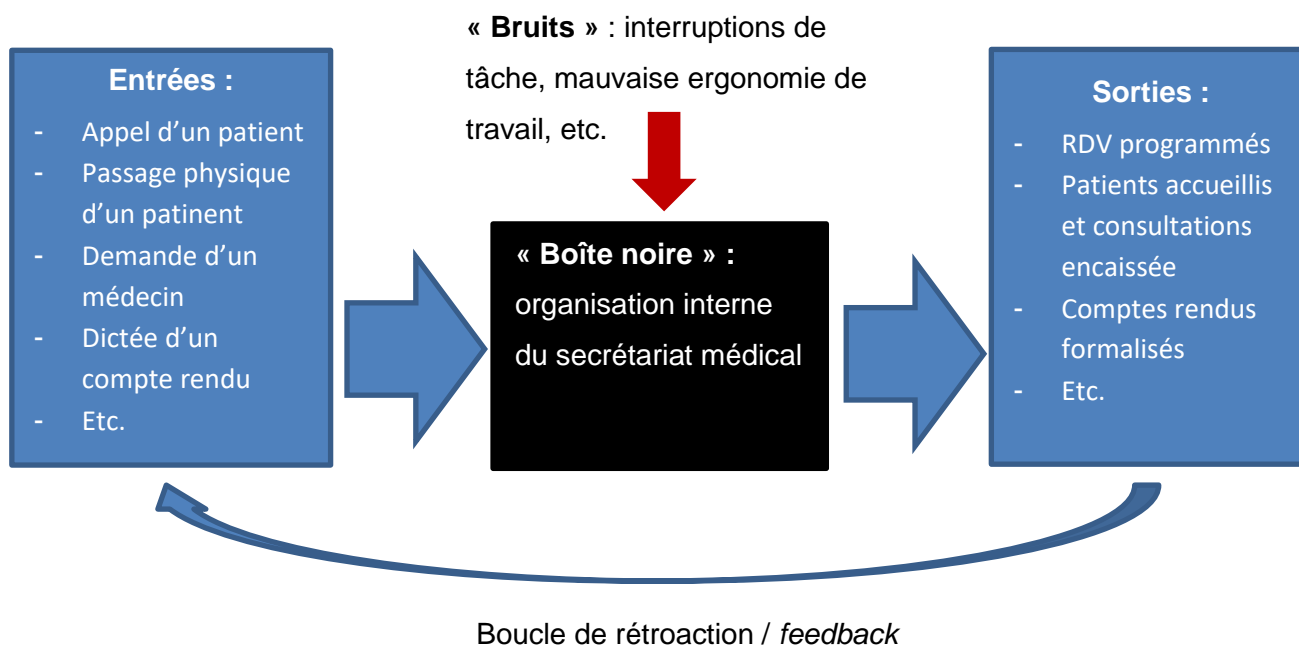 « Bruits » : interruptions de
tâche, mauvaise ergonomie de
travail, etc.
Entrées :
- Appel d’un patient
- Passage physique
d’un patinent
- Demande d’un
médecin
- Dictée d’un
compte rendu
- Etc.
« Boîte noire » :
organisation interne
du secrétariat médical
Sorties :
- RDV programmés
- Patients accueillis
et consultations
encaissée
- Comptes rendus
formalisés
- Etc.
Boucle de rétroaction / feedback